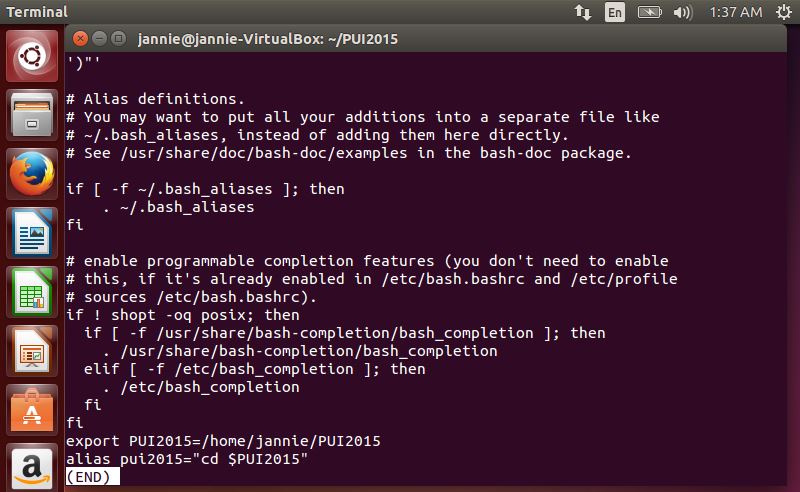 Terminal
En
1:37 AM
jannie@jannie-VirtualBox: ~/PUI2015
')"'
# Alias definitions.
# You may want to put all your additions into a separate file like
# ~/.bash_aliases, instead of adding them here directly.
# See /usr/share/doc/bash-doc/examples in the bash-doc package.
if [ -f ~/.bash_aliases ]; then
    . ~/.bash_aliases
fi
# enable programmable completion features (you don't need to enable
# this, if it's already enabled in /etc/bash.bashrc and /etc/profile
# sources /etc/bash.bashrc).
if ! shopt -oq posix; then
  if [ -f /usr/share/bash-completion/bash_completion ]; then
    . /usr/share/bash-completion/bash_completion
  elif [ -f /etc/bash_completion ]; then
    . /etc/bash_completion
  fi
fi
export PUI2015=/home/jannie/PUI2015
alias pui2015="cd $PUI2015"
(END)